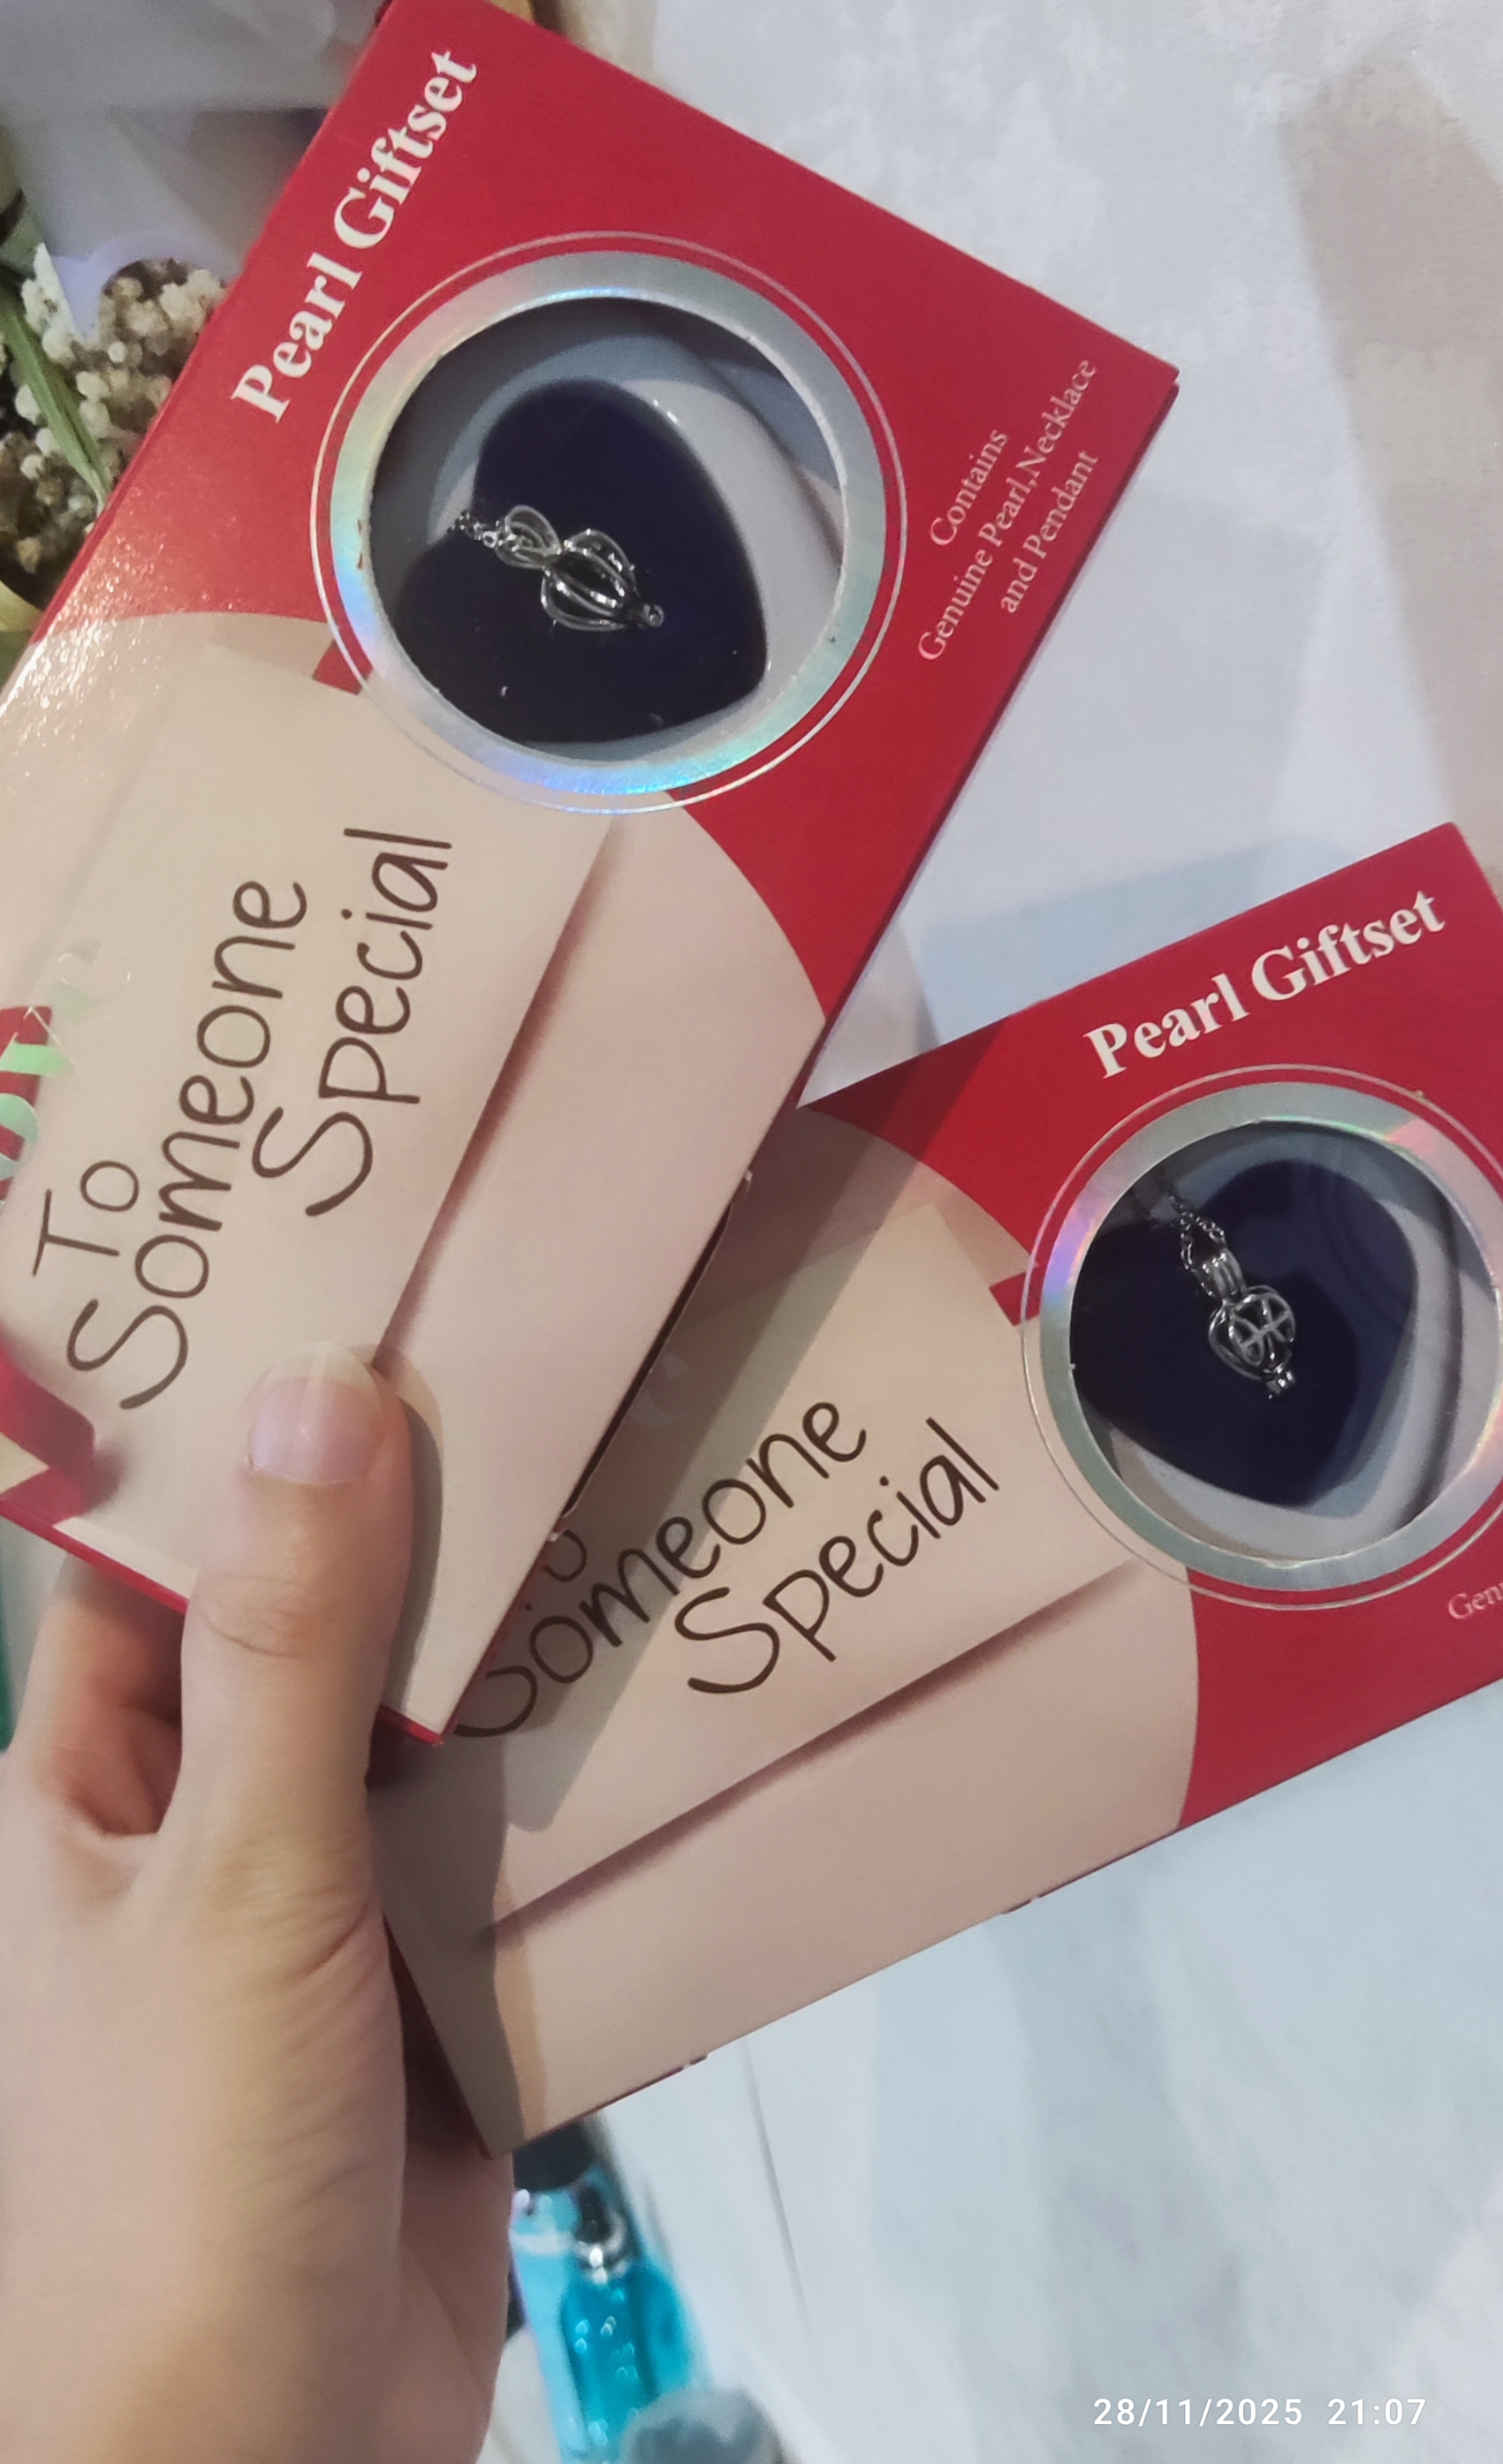 Pearl Giftset
Contains
Genuine Pearl,Necklace
and Pendant
To
Someone
Special
Pearl Giftset
Someone
Special
28/11/2025 21:07